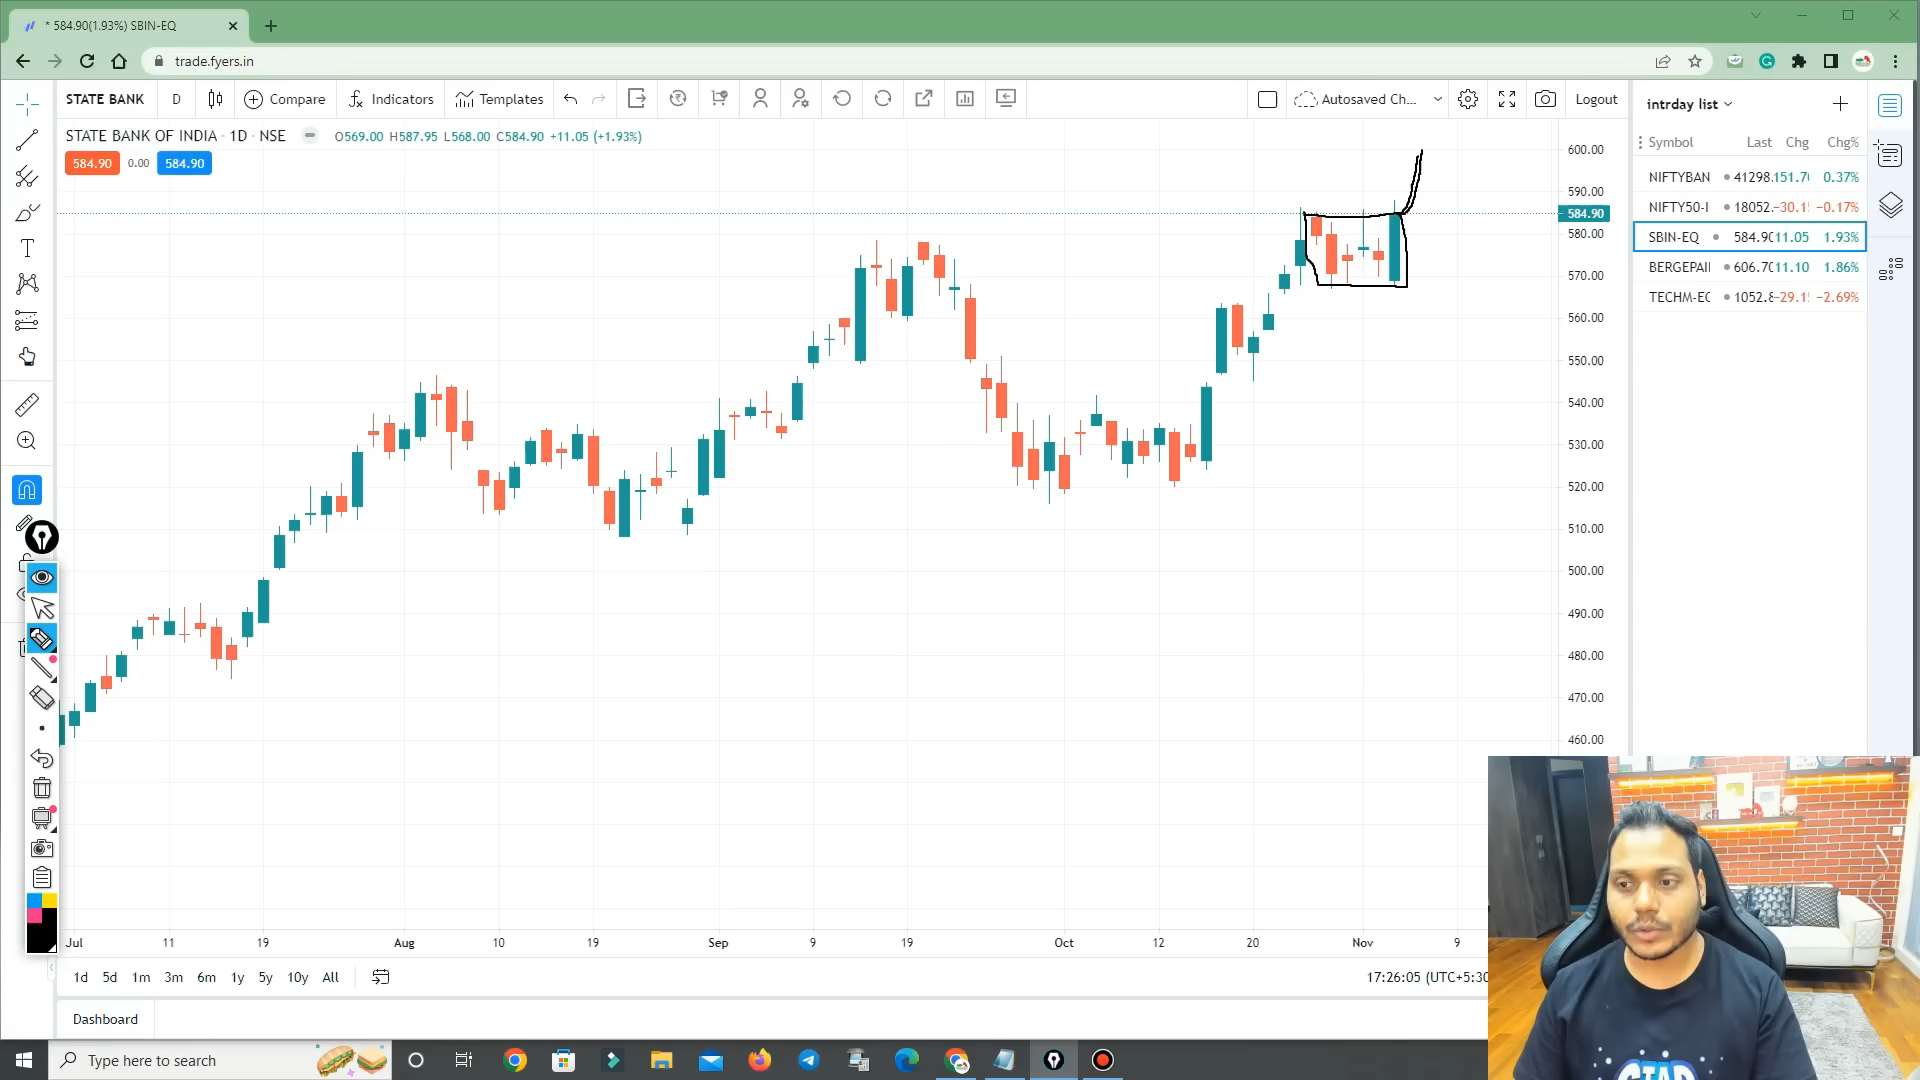 * 584.90(1.93%) SBIN-EQ
trade.fyers.in
STATE BANK D Compare Indicators Templates Autosaved Ch... Logout
STATE BANK OF INDIA · 1D · NSE O569.00 H587.95 L568.00 C584.90 +11.05 (+1.93%)
584.90 0.00 584.90
intrday list
Symbol Last Chg Chg%
NIFTYBAN 41298. 151.7 0.37%
NIFTY50-I 18052. -30.1 -0.17%
SBIN-EQ 584.90 11.05 1.93%
BERGEPAI 606.70 11.10 1.86%
TECHM-EQ 1052.8 -29.1 -2.69%
600.00
590.00
584.90
580.00
570.00
560.00
550.00
540.00
530.00
520.00
510.00
500.00
490.00
480.00
470.00
460.00
Jul 11 19 Aug 10 19 Sep 9 19 Oct 12 20 Nov 9
1d 5d 1m 3m 6m 1y 5y 10y All 17:26:05 (UTC+5:30
Dashboard
Type here to search
STAR